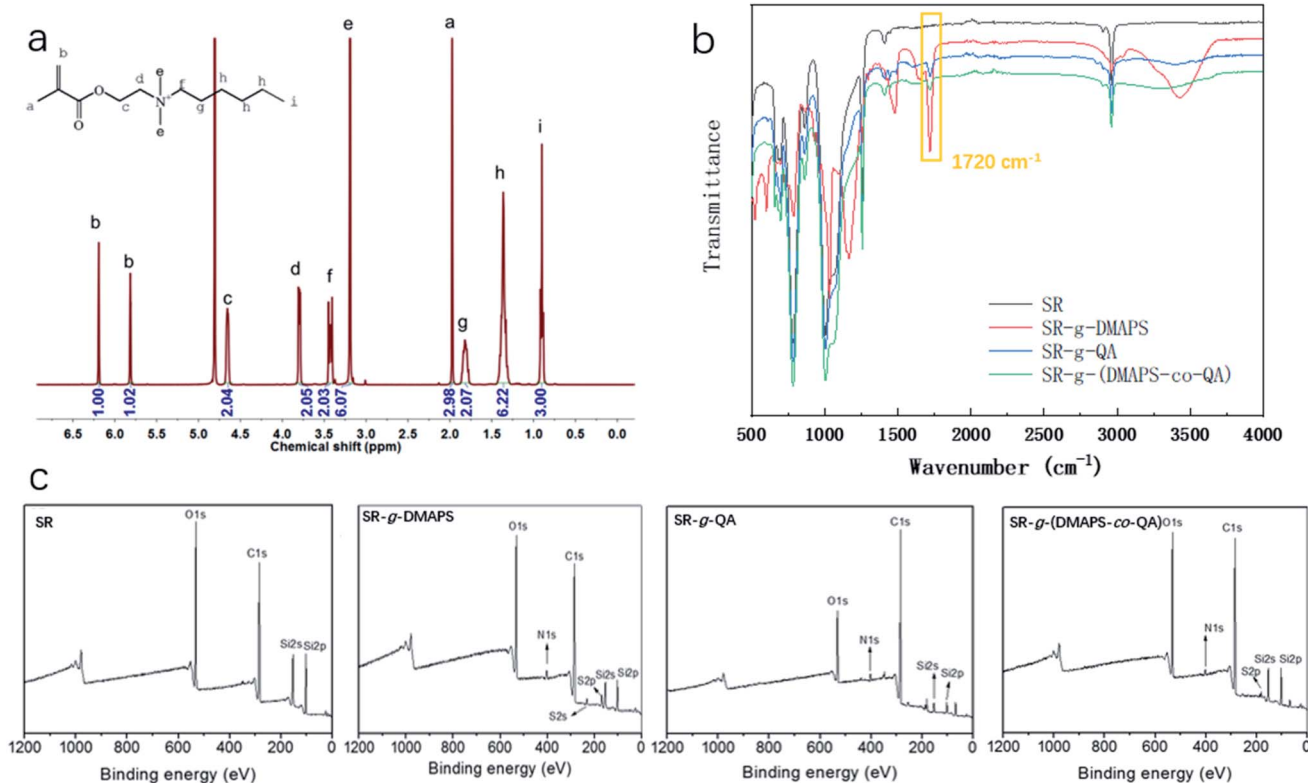 a
b
e
a
b
a
O
O
c
d
e
N+
e
f
g
h
h
h
i
b
b
c
d
f
g
h
i
1.00
1.02
2.04
2.05
2.03
6.07
2.98
2.07
6.22
3.00
6.5 6.0 5.5 5.0 4.5 4.0 3.5 3.0 2.5 2.0 1.5 1.0 0.5 0.0
Chemical shift (ppm)
Transmittance
1720 cm⁻¹
SR
SR-g-DMAPS
SR-g-QA
SR-g-(DMAPS-co-QA)
500 1000 1500 2000 2500 3000 3500 4000
Wavenumber (cm⁻¹)
c
SR
O1s
C1s
Si2s
Si2p
1200 1000 800 600 400 200 0
Binding energy (eV)
SR-g-DMAPS
O1s
N1s
C1s
S2s
S2p
Si2s
Si2p
1200 1000 800 600 400 200 0
Binding energy (eV)
SR-g-QA
O1s
N1s
C1s
Si2s
Si2p
1200 1000 800 600 400 200 0
Binding energy (eV)
SR-g-(DMAPS-co-QA)
O1s
N1s
C1s
S2p
Si2s
Si2p
1200 1000 800 600 400 200 0
Binding energy (eV)